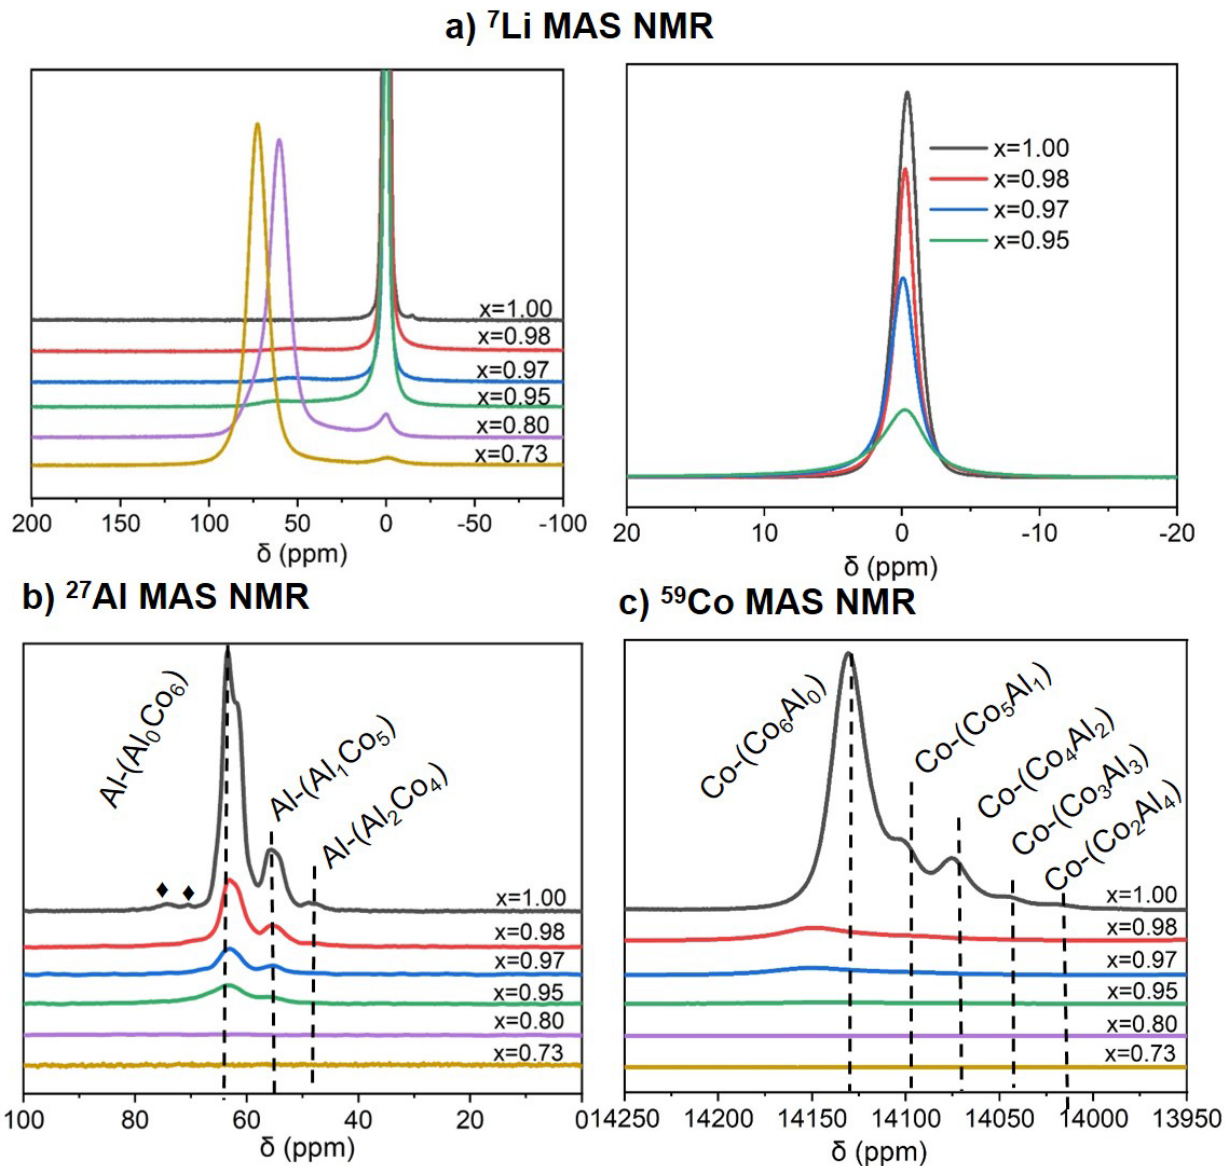 a) ⁷Li MAS NMR
x=1.00
x=0.98
x=0.97
x=0.95
x=0.80
x=0.73
200 150 100 50 0 -50 -100
δ (ppm)
x=1.00
x=0.98
x=0.97
x=0.95
20 10 0 -10 -20
δ (ppm)
b) ²⁷Al MAS NMR
Al-(Al₀Co₆)
Al-(Al₁Co₅)
Al-(Al₂Co₄)
x=1.00
x=0.98
x=0.97
x=0.95
x=0.80
x=0.73
100 80 60 40 20 0
δ (ppm)
c) ⁵⁹Co MAS NMR
Co-(Co₆Al₀)
Co-(Co₅Al₁)
Co-(Co₄Al₂)
Co-(Co₃Al₃)
Co-(Co₂Al₄)
x=1.00
x=0.98
x=0.97
x=0.95
x=0.80
x=0.73
14250 14200 14150 14100 14050 14000 13950
δ (ppm)